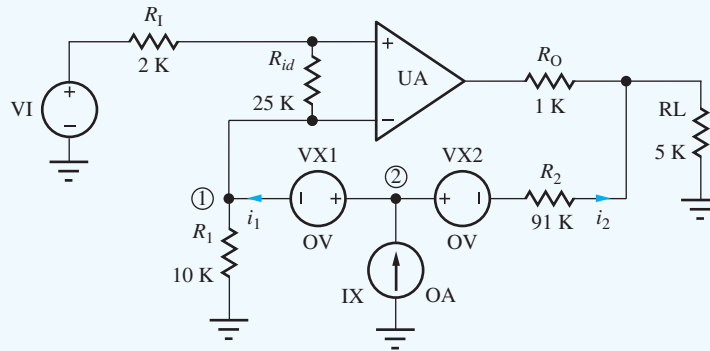 R_I
2 K
R_id
25 K
VI
+
−
+
−
UA
R_O
1 K
RL
5 K
VX1
−
+
OV
②
VX2
+
−
OV
R_2
91 K
i_2
①
i_1
R_1
10 K
IX
OA